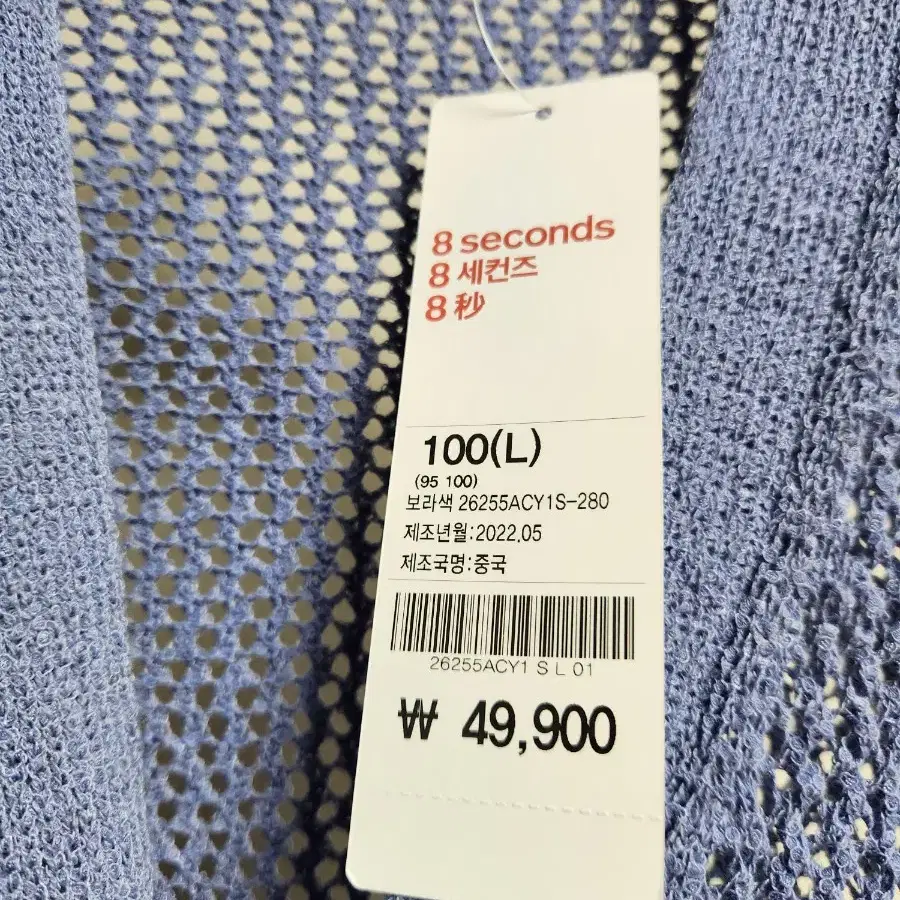 8 seconds
8 세컨즈
8 秒
100(L)
(95 100)
보라색 26255ACY1S-280
제조년월:2022.05
제조국명:중국
26255ACY1 S L 01
₩ 49,900